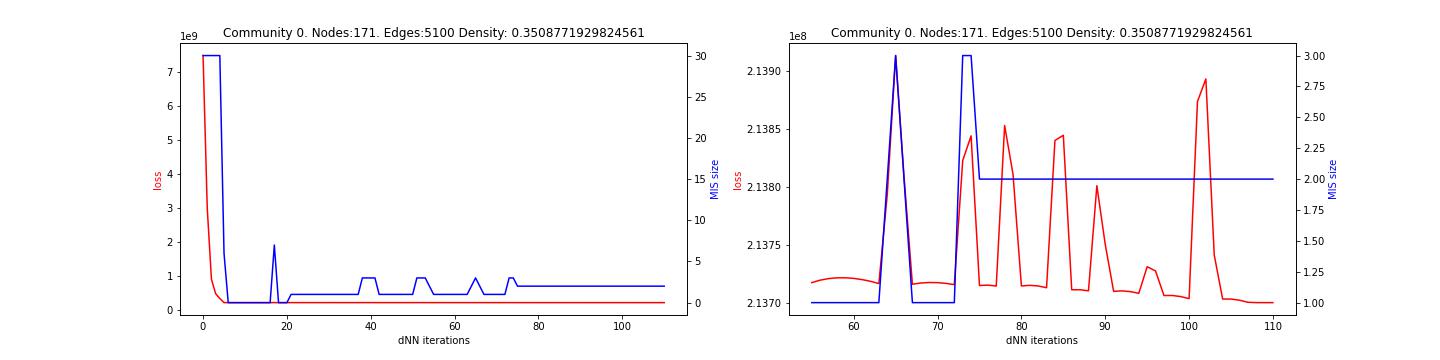 Community 0. Nodes:171. Edges:5100 Density: 0.3508771929824561
1e9
7
6
5
4
3
2
1
0
loss
30
25
20
15
10
5
0
MIS size
0 20 40 60 80 100
dNN iterations
Community 0. Nodes:171. Edges:5100 Density: 0.3508771929824561
1e8
2.1390
2.1385
2.1380
2.1375
2.1370
loss
3.00
2.75
2.50
2.25
2.00
1.75
1.50
1.25
1.00
MIS size
60 70 80 90 100 110
dNN iterations